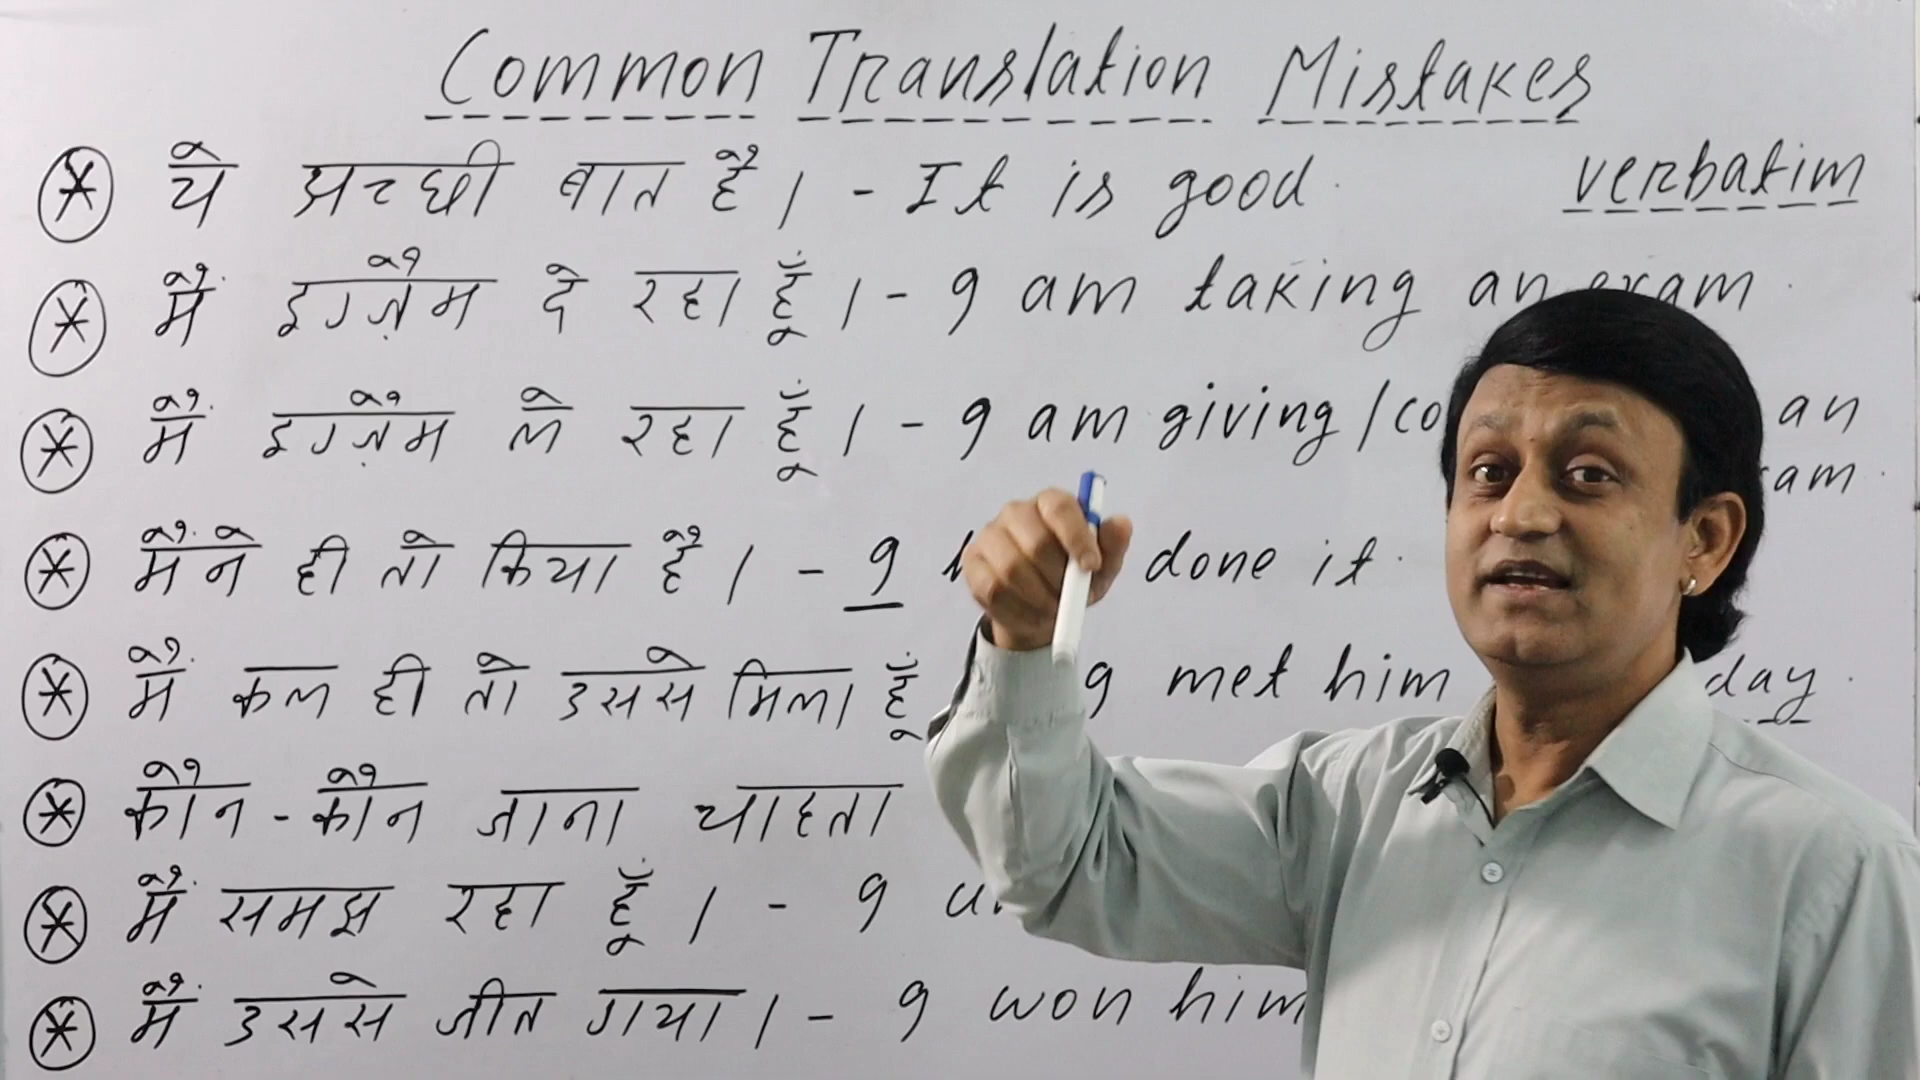 Common Translation Mistakes
ये अच्छी बात है। - It is good. verbatim
मैं इग्ज़ैम दे रहा हूँ। - I am taking an exam.
मैं इग्ज़ैम ले रहा हूँ। - I am giving / an
मैंने ही तो किया है। - I done it.
मैं कल ही तो उससे मिला हूँ I met him
कौन-कौन जाना चाहता
मैं समझ रहा हूँ। - I
मैं उससे जीत गया। - I won him